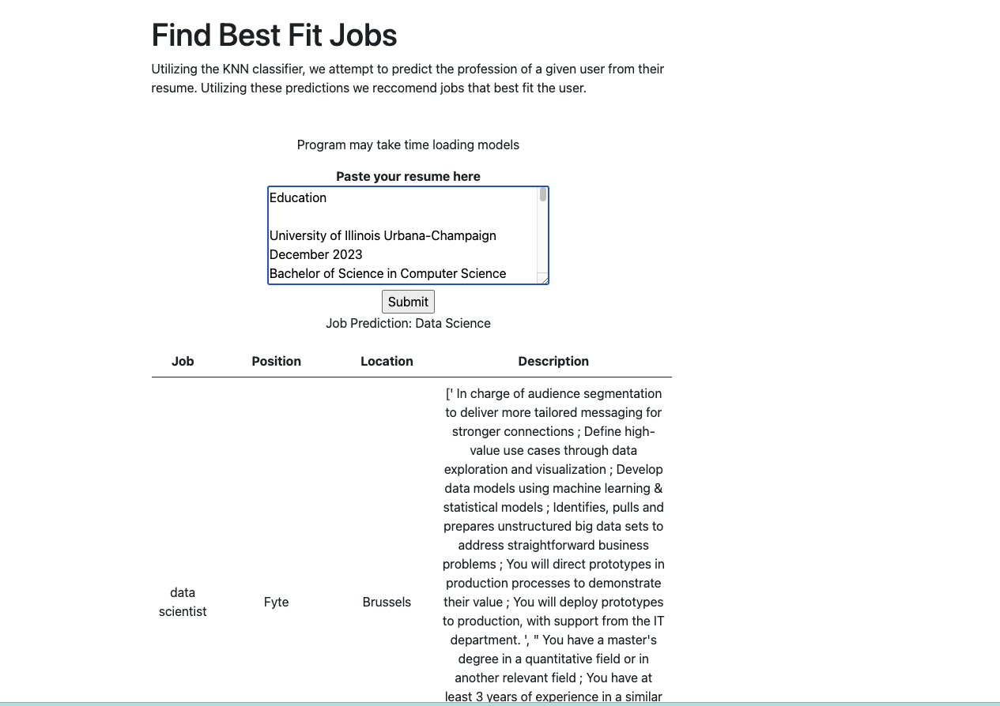 Find Best Fit Jobs
Utilizing the KNN classifier, we attempt to predict the profession of a given user from their
resume. Utilizing these predictions we reccomend jobs that best fit the user.
Program may take time loading models
Paste your resume here
Education
University of Illinois Urbana-Champaign
December 2023
Bachelor of Science in Computer Science
Submit
Job Prediction: Data Science
Job Position Location Description
data
scientist
Fyte
Brussels
[' In charge of audience segmentation
to deliver more tailored messaging for
stronger connections ; Define high-
value use cases through data
exploration and visualization ; Develop
data models using machine learning &
statistical models ; Identifies, pulls and
prepares unstructured big data sets to
address straightforward business
problems ; You will direct prototypes in
production processes to demonstrate
their value ; You will deploy prototypes
to production, with support from the IT
department. ', " You have a master's
degree in a quantitative field or in
another relevant field ; You have at
least 3 years of experience in a similar